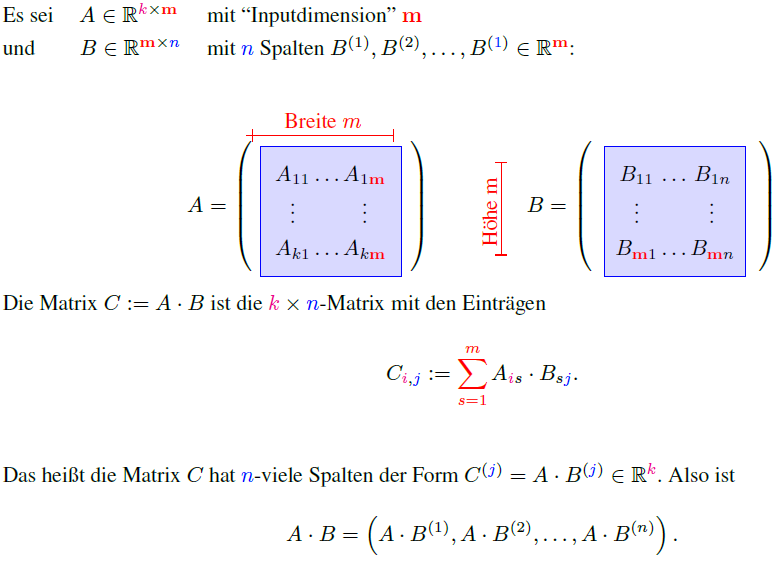 Es sei A ∈ ℝ^{k×m} mit “Inputdimension” m
und B ∈ ℝ^{m×n} mit n Spalten B^{(1)}, B^{(2)}, . . . , B^{(1)} ∈ ℝ^m:
Breite m
A = ( A_{11} . . . A_{1m} ⋮ ⋮ A_{k1} . . . A_{km} ) Höhe m B = ( B_{11} . . . B_{1n} ⋮ ⋮ B_{m1} . . . B_{mn} )
Die Matrix C := A · B ist die k × n-Matrix mit den Einträgen
C_{i,j} := ∑_{s=1}^{m} A_{is} · B_{sj}.
Das heißt die Matrix C hat n-viele Spalten der Form C^{(j)} = A · B^{(j)} ∈ ℝ^k. Also ist
A · B = ( A · B^{(1)}, A · B^{(2)}, . . . , A · B^{(n)} ) .